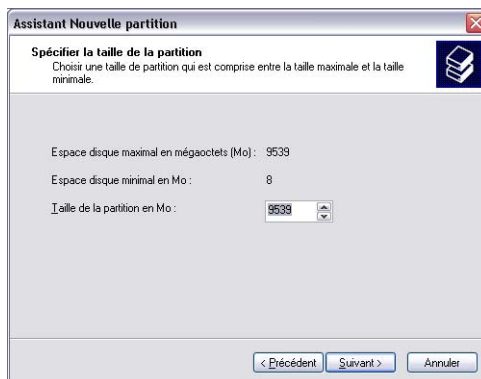 Assistant Nouvelle partition
Spécifier la taille de la partition
Choisir une taille de partition qui est comprise entre la taille maximale et la taille
minimale.
Espace disque maximal en mégaoctets (Mo) : 9539
Espace disque minimal en Mo : 8
Taille de la partition en Mo : 9539
< Précédent Suivant > Annuler